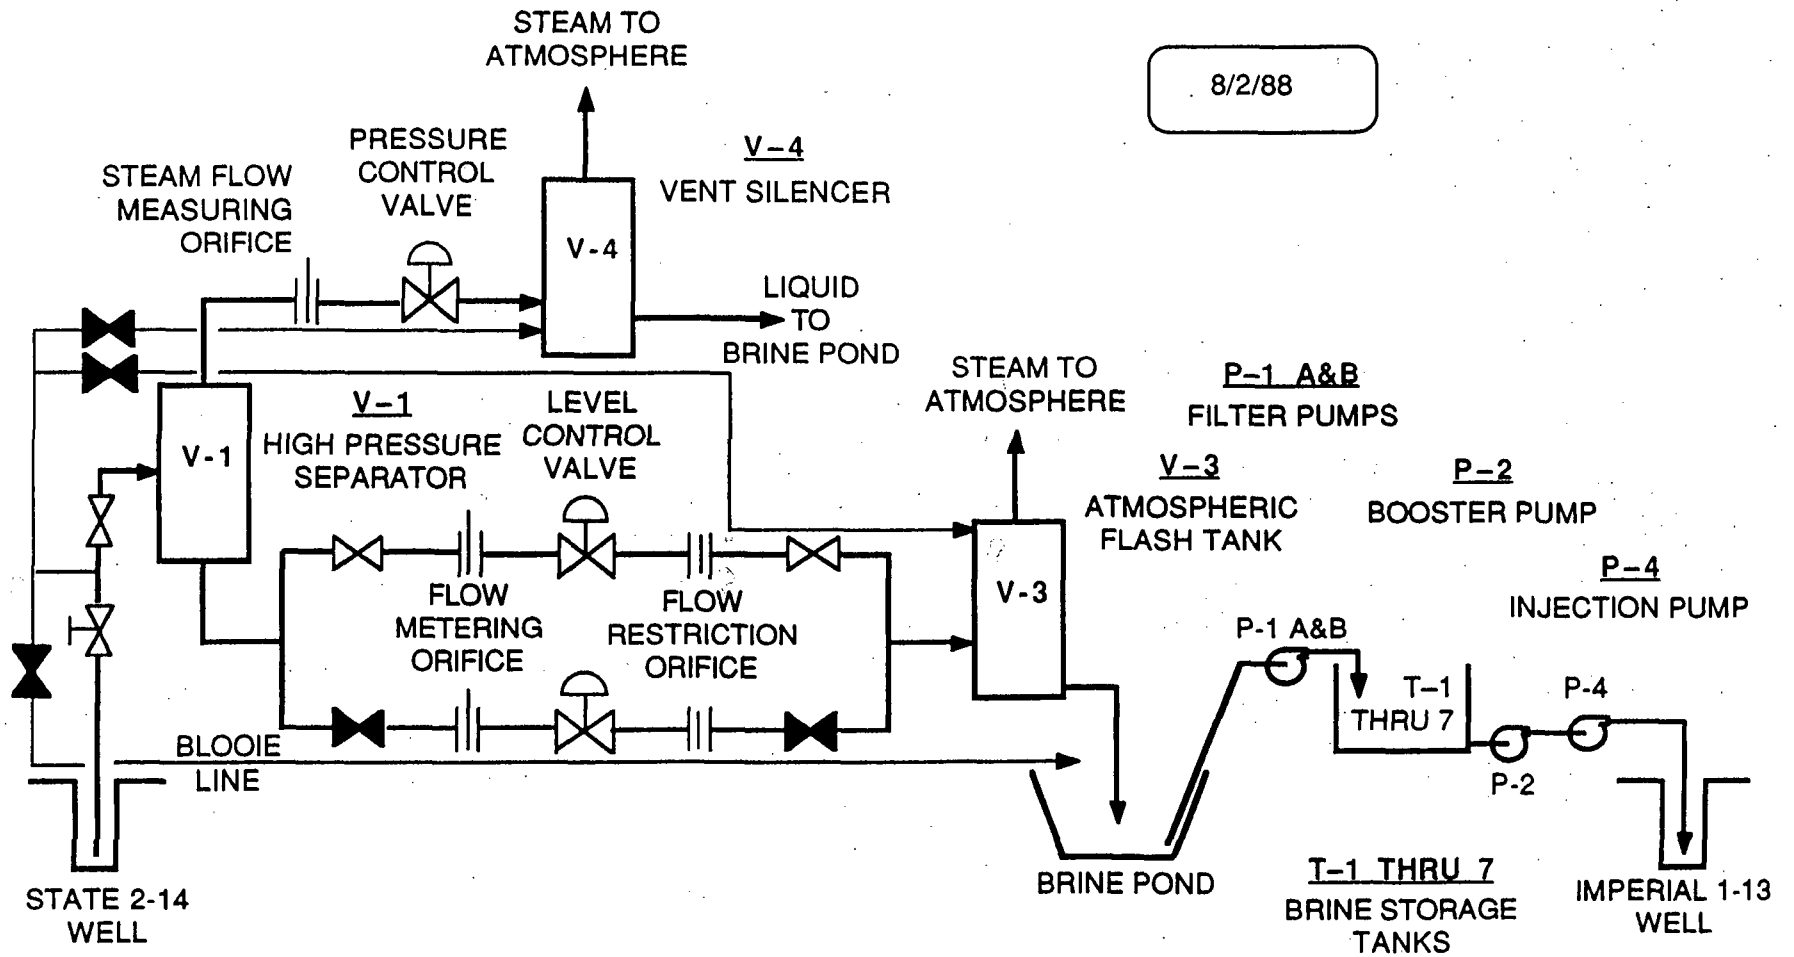 STEAM TO
ATMOSPHERE
8/2/88
PRESSURE
CONTROL
VALVE
V-4
VENT SILENCER
STEAM FLOW
MEASURING
ORIFICE
V-4
LIQUID
TO
BRINE POND
STEAM TO
ATMOSPHERE
P-1 A&B
FILTER PUMPS
V-1
HIGH PRESSURE
SEPARATOR
LEVEL
CONTROL
VALVE
V-1
V-3
ATMOSPHERIC
FLASH TANK
P-2
BOOSTER PUMP
P-4
INJECTION PUMP
FLOW
METERING
ORIFICE
FLOW
RESTRICTION
ORIFICE
V-3
P-1 A&B
T-1
THRU 7
P-4
P-2
BLOOIE
LINE
STATE 2-14
WELL
BRINE POND
T-1 THRU 7
BRINE STORAGE
TANKS
IMPERIAL 1-13
WELL